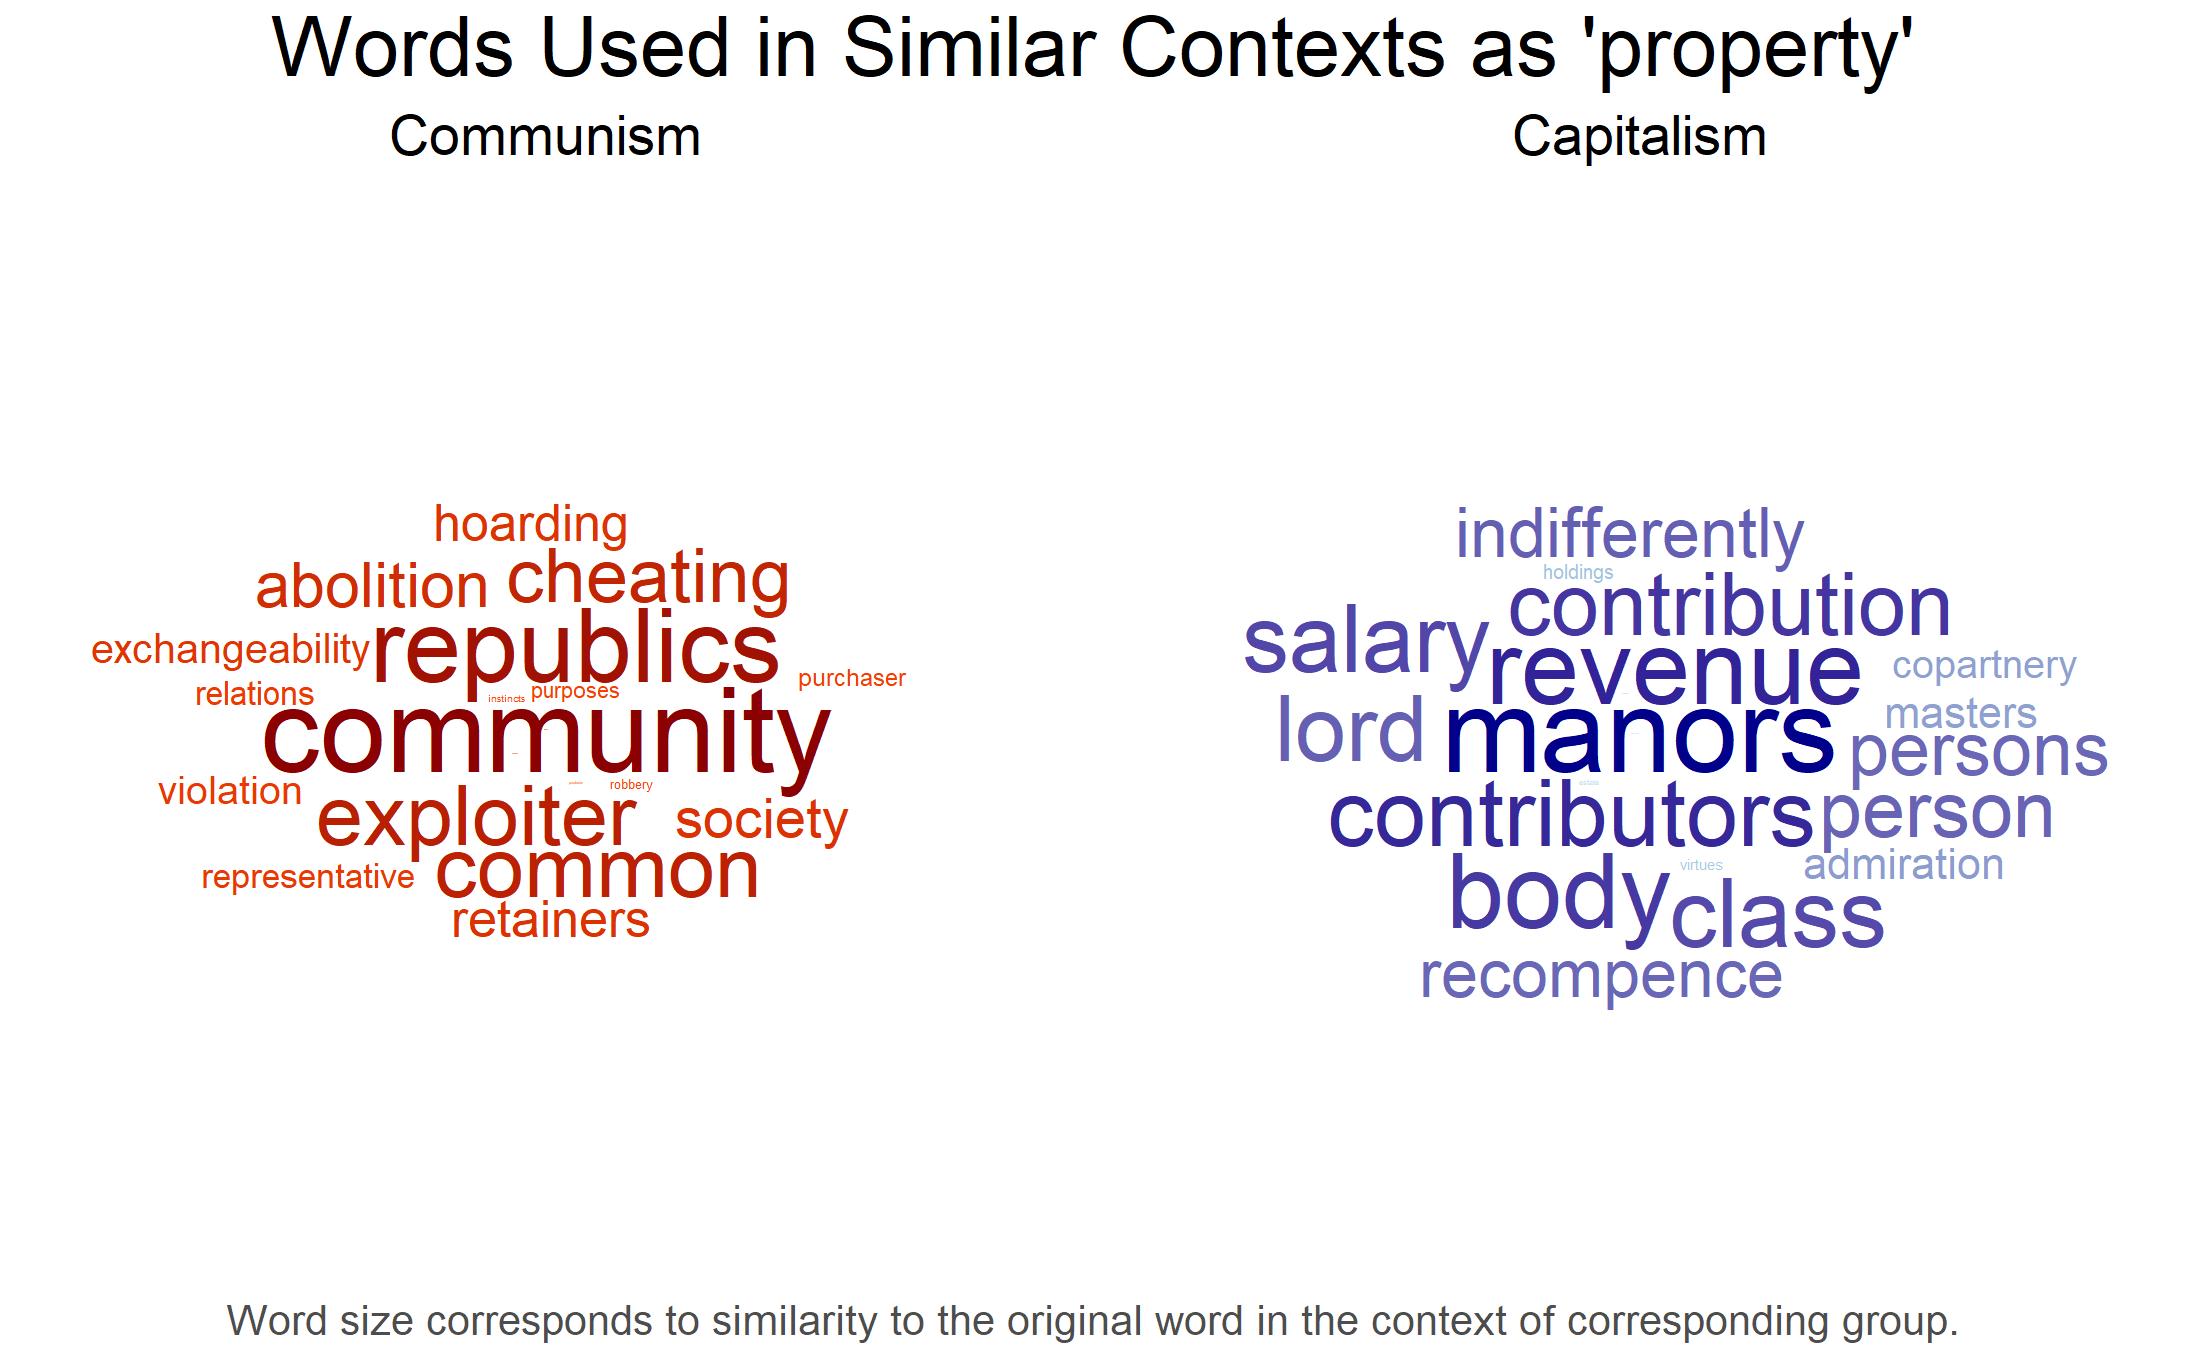 Words Used in Similar Contexts as 'property'
Communism
Capitalism
hoarding
abolition cheating
exchangeability republics
relations instincts purposes purchaser
community
violation robbery
exploiter society
representative common
retainers
indifferently
holdings
contribution
salary revenue copartnery
lord manors masters
persons
contributors person
virtues admiration
body class
recompence
Word size corresponds to similarity to the original word in the context of corresponding group.